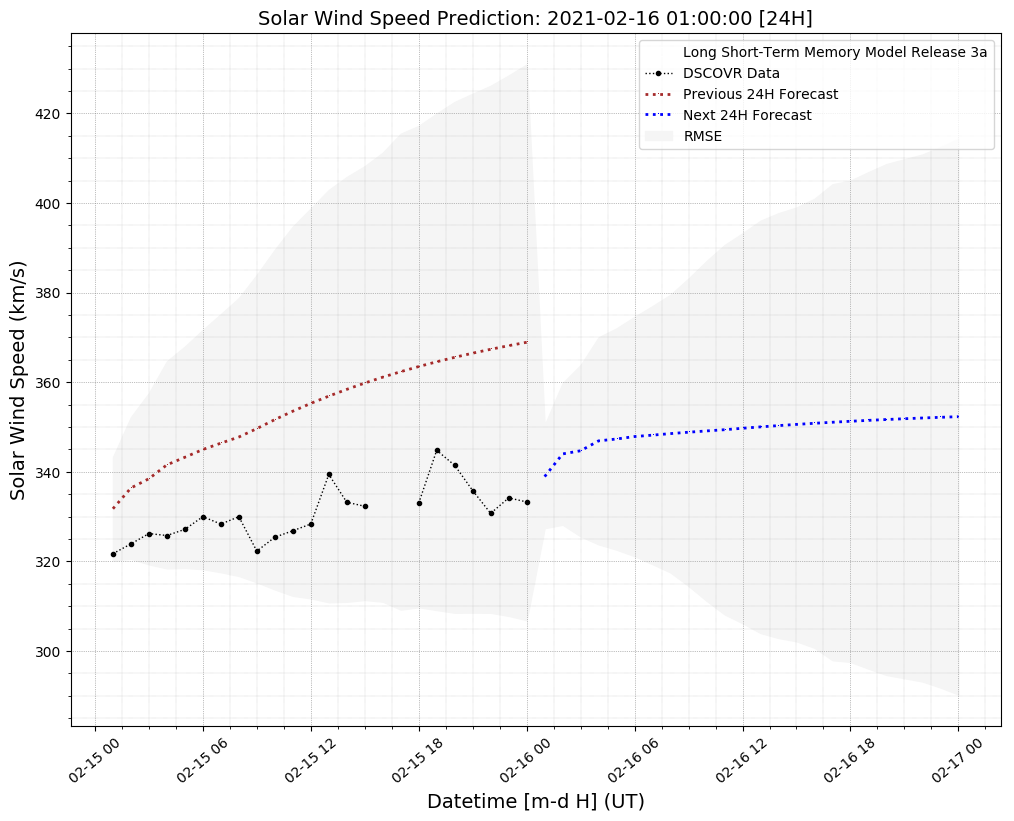 Solar Wind Speed Prediction: 2021-02-16 01:00:00 [24H]
Long Short-Term Memory Model Release 3a
DSCOVR Data
Previous 24H Forecast
Next 24H Forecast
RMSE
Solar Wind Speed (km/s)
420
400
380
360
340
320
300
02-15 00
02-15 06
02-15 12
02-15 18
02-16 00
02-16 06
02-16 12
02-16 18
02-17 00
Datetime [m-d H] (UT)